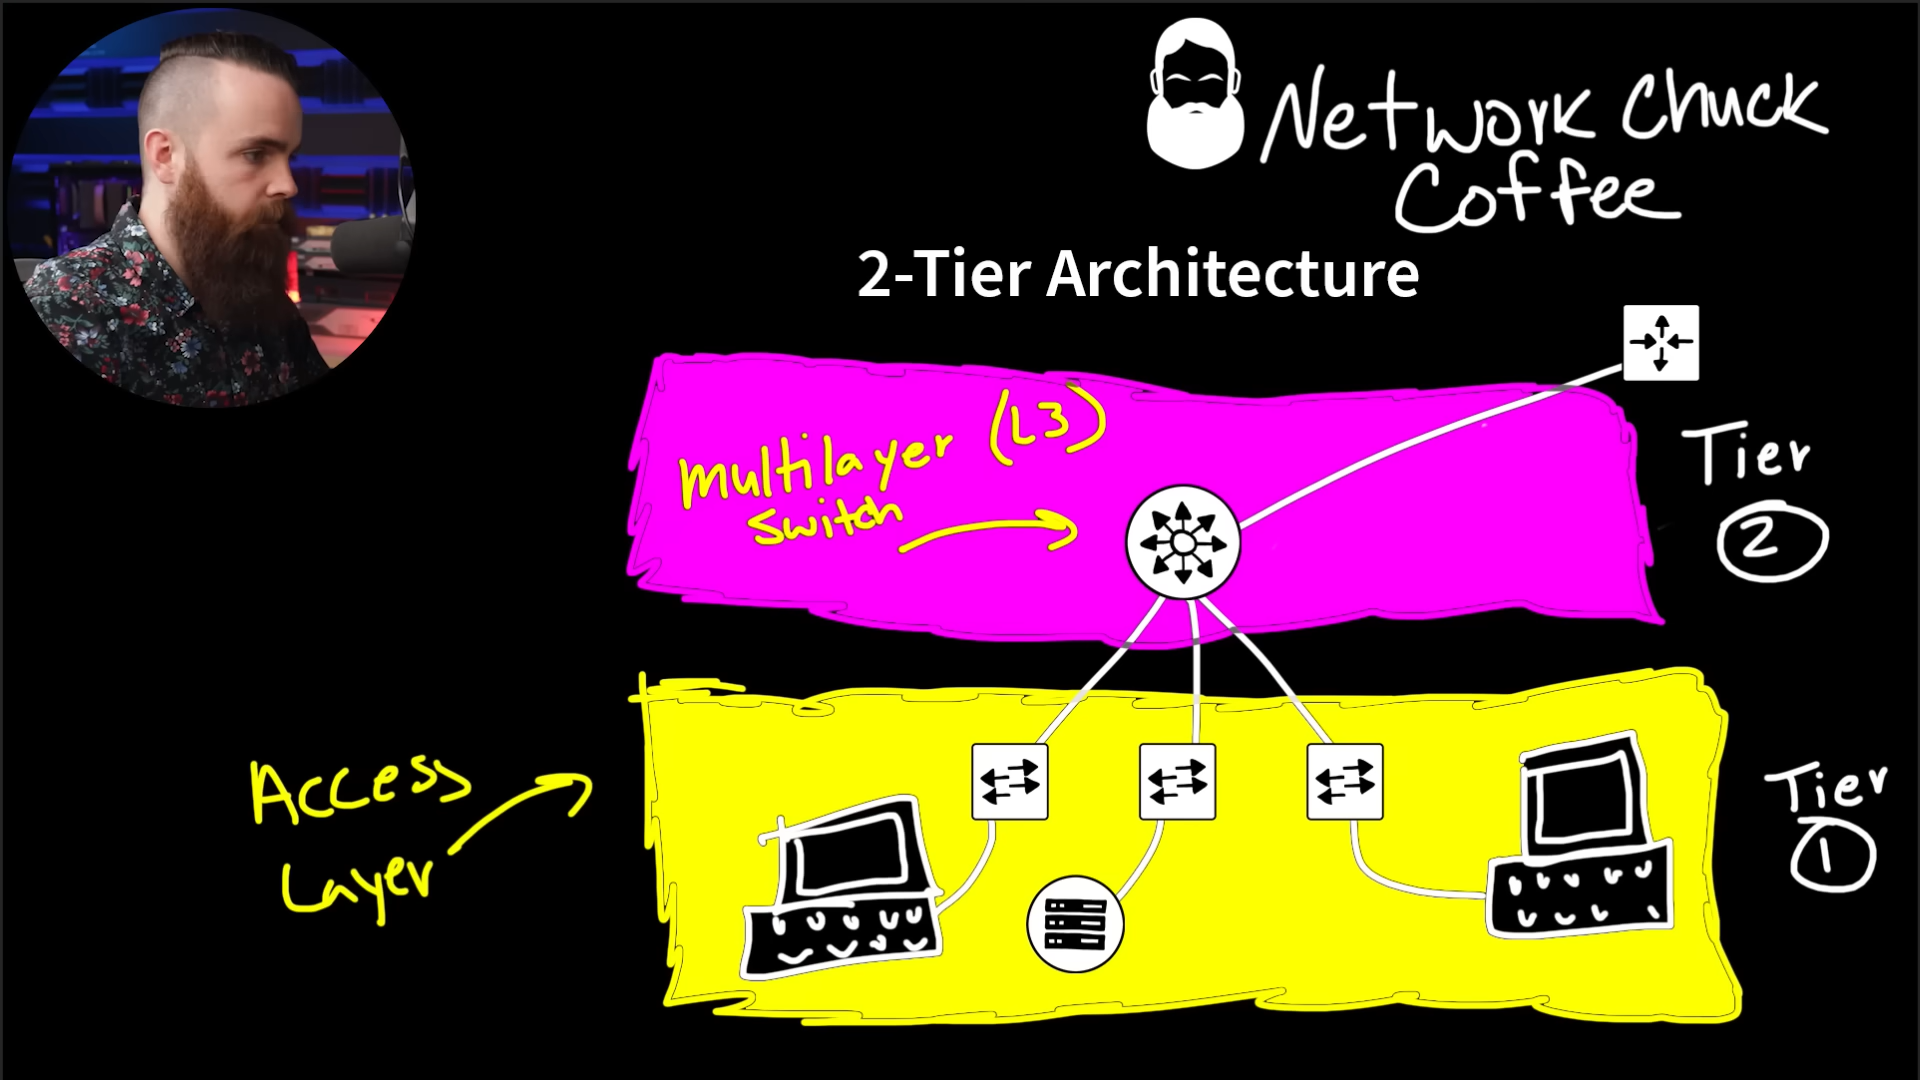 Network Chuck
Coffee
2-Tier Architecture
multilayer (L3)
switch
Tier
2
Access
Layer
Tier
1